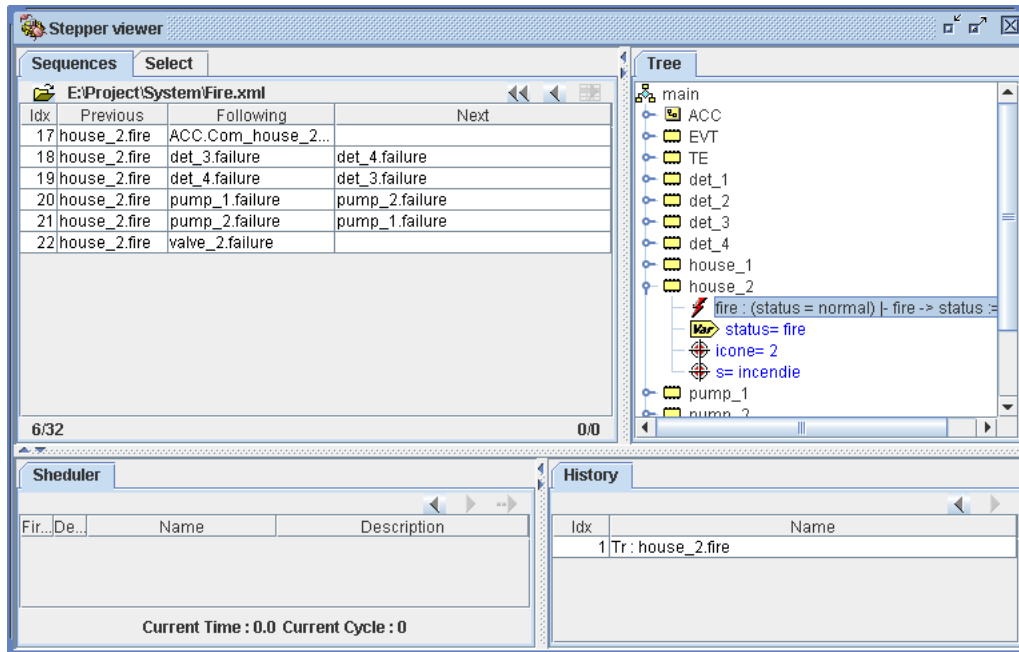 Stepper viewer
Sequences Select
E:\Project\System\Fire.xml
Idx Previous Following Next
17 house_2.fire ACC.Com_house_2...
18 house_2.fire det_3.failure det_4.failure
19 house_2.fire det_4.failure det_3.failure
20 house_2.fire pump_1.failure pump_2.failure
21 house_2.fire pump_2.failure pump_1.failure
22 house_2.fire valve_2.failure
6/32 0/0
Tree
main
ACC
EVT
TE
det_1
det_2
det_3
det_4
house_1
house_2
fire : (status = normal) |- fire -> status :=
Var status= fire
icone= 2
s= incendie
pump_1
pump_2
Sheduler
Fir... De... Name Description
Current Time : 0.0 Current Cycle : 0
History
Idx Name
1 Tr : house_2.fire